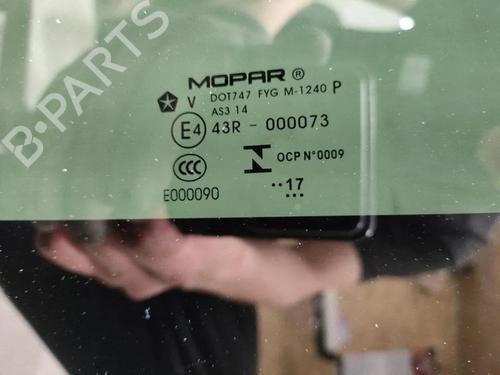 B-PARTS
MOPAR ®
V DOT747 FYG M-1240 P
AS3 14
E4 43R - 000073
CCC N OCP N°0009
E000090 ..17
...